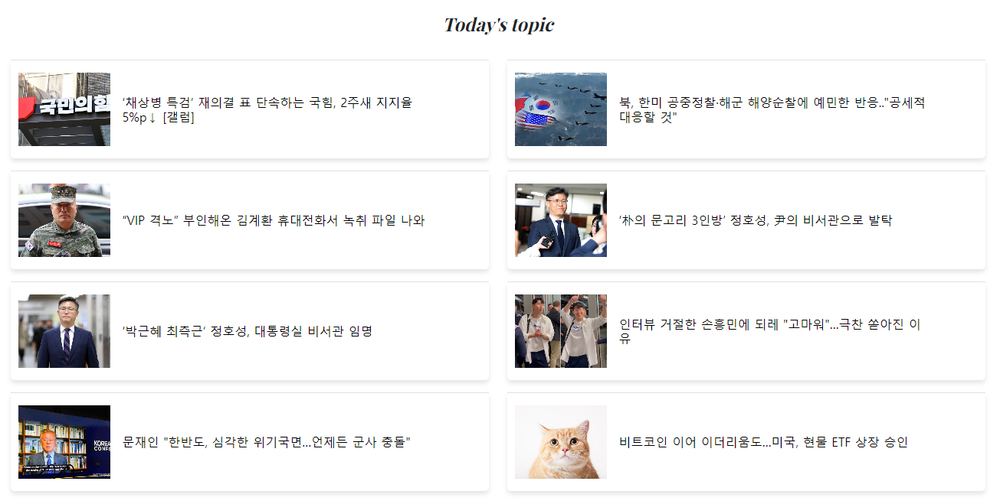 Today's topic
국민의힘
‘채상병 특검’ 재의결 표 단속하는 국힘, 2주새 지지율
5%p↓ [갤럽]
북, 한미 공중정찰·해군 해양순찰에 예민한 반응.."공세적
대응할 것"
“VIP 격노” 부인해온 김계환 휴대전화서 녹취 파일 나와
‘朴의 문고리 3인방’ 정호성, 尹의 비서관으로 발탁
‘박근혜 최측근’ 정호성, 대통령실 비서관 임명
인터뷰 거절한 손흥민에 되레 "고마워"…극찬 쏟아진 이
유
KOREA
CONFE
문재인 "한반도, 심각한 위기국면…언제든 군사 충돌"
비트코인 이어 이더리움도…미국, 현물 ETF 상장 승인